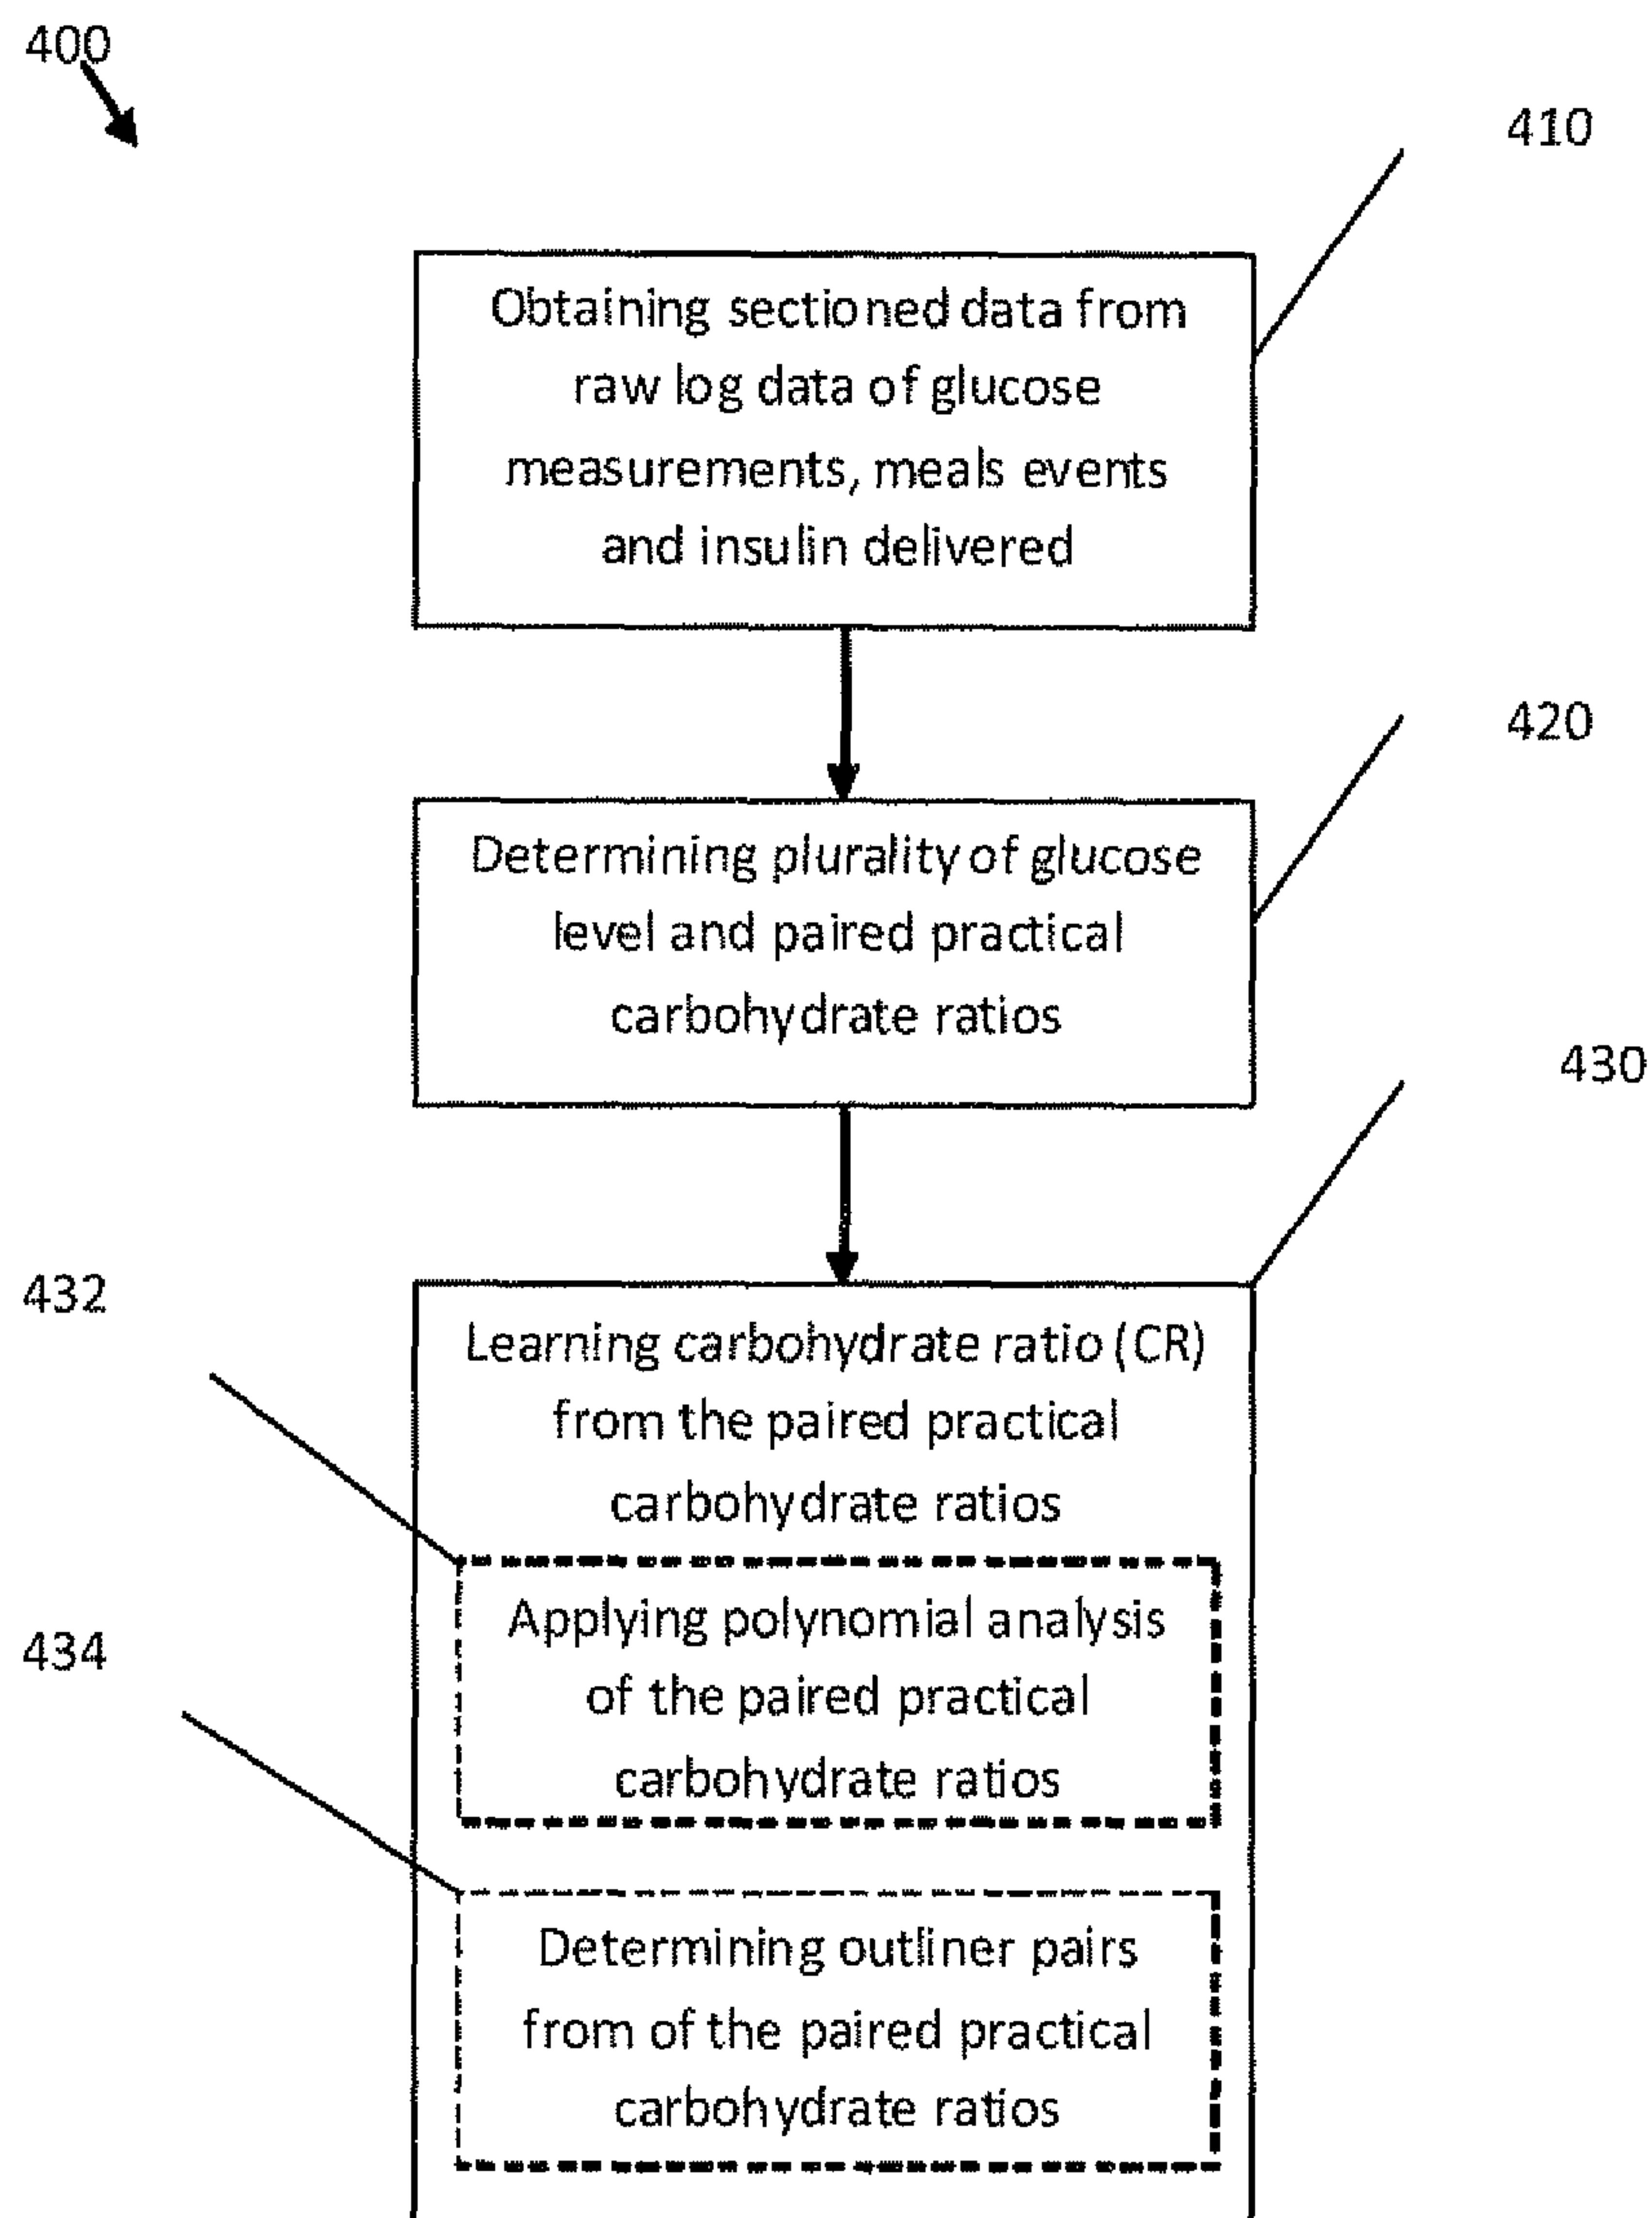 400
410
Obtaining sectioned data from
raw log data of glucose
measurements, meals events
and insulin delivered
420
Determining plurality of glucose
level and paired practical
carbohydrate ratios
430
432
Learning carbohydrate ratio (CR)
from the paired practical
carbohydrate ratios
434
Applying polynomial analysis
of the paired practical
carbohydrate ratios
Determining outliner pairs
from of the paired practical
carbohydrate ratios